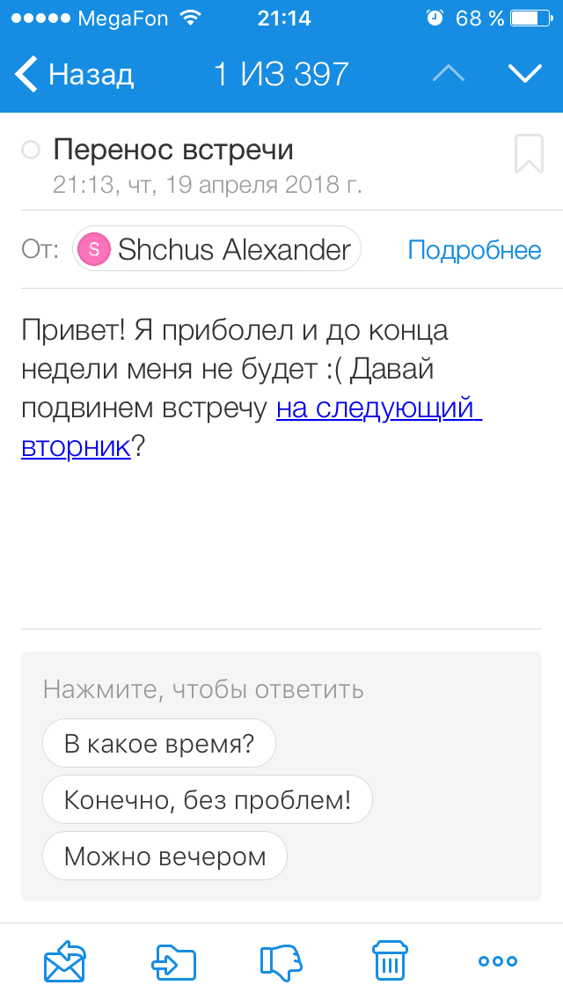 MegaFon 21:14 68 %
Назад 1 ИЗ 397
Перенос встречи
21:13, чт, 19 апреля 2018 г.
От: S Shchus Alexander Подробнее
Привет! Я приболел и до конца
недели меня не будет :( Давай
подвинем встречу на следующий
вторник?
Нажмите, чтобы ответить
В какое время?
Конечно, без проблем!
Можно вечером